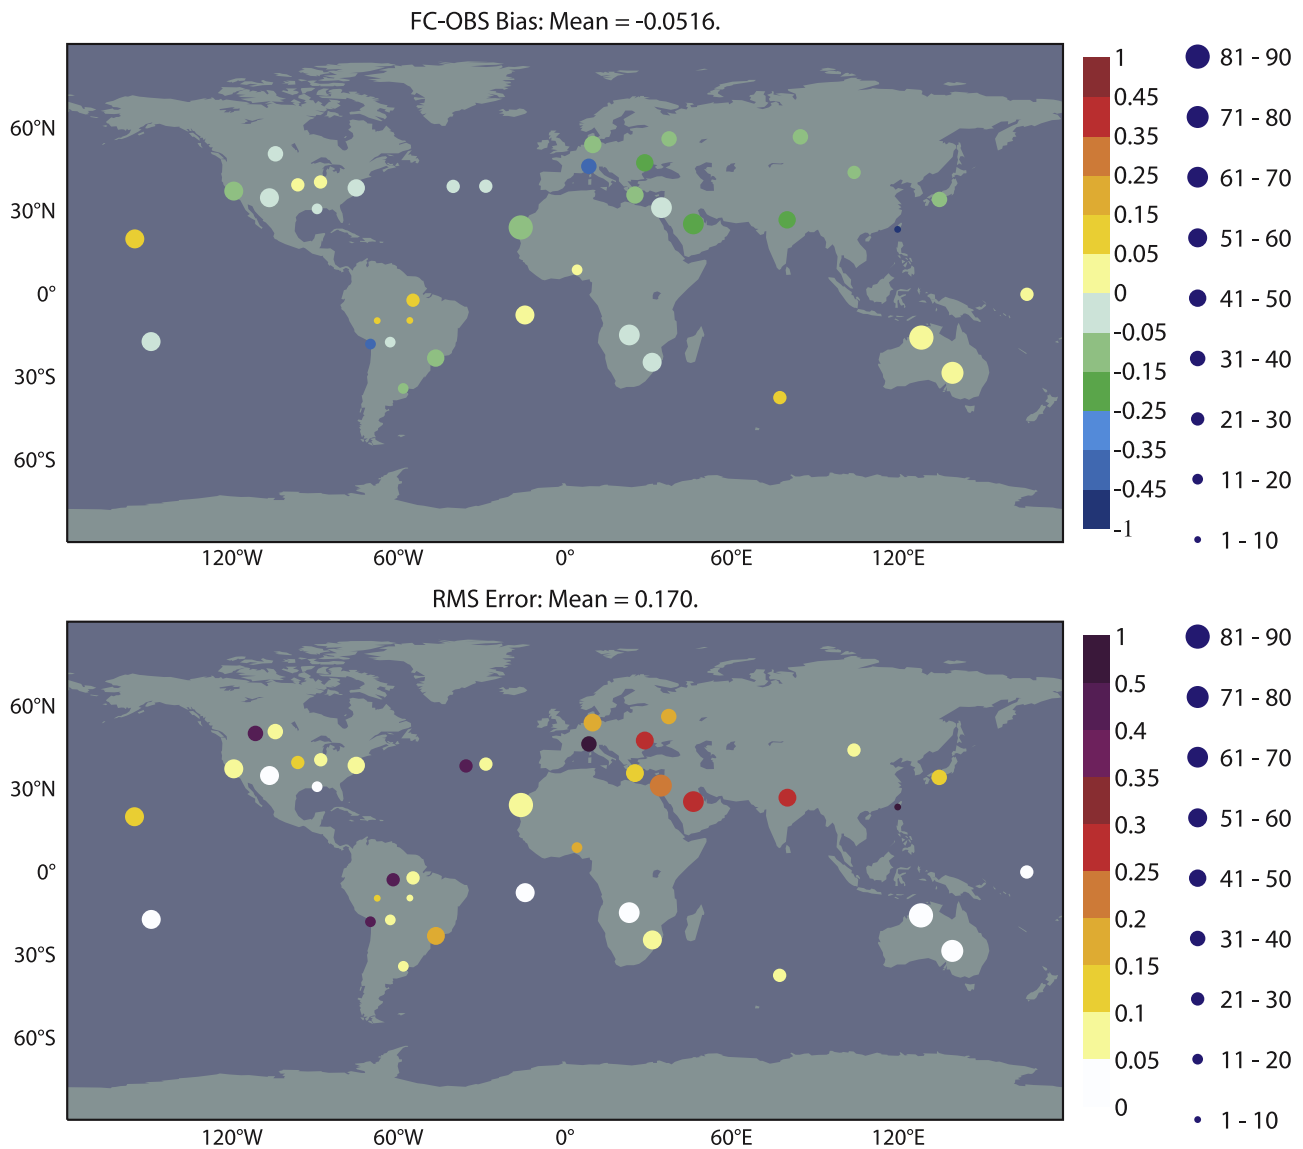 FC-OBS Bias: Mean = -0.0516.
60°N
30°N
0°
30°S
60°S
120°W
60°W
0°
60°E
120°E
1
0.45
0.35
0.25
0.15
0.05
0
-0.05
-0.15
-0.25
-0.35
-0.45
-1
81 - 90
71 - 80
61 - 70
51 - 60
41 - 50
31 - 40
21 - 30
11 - 20
1 - 10
RMS Error: Mean = 0.170.
60°N
30°N
0°
30°S
60°S
120°W
60°W
0°
60°E
120°E
1
0.5
0.4
0.35
0.3
0.25
0.2
0.15
0.1
0.05
0
81 - 90
71 - 80
61 - 70
51 - 60
41 - 50
31 - 40
21 - 30
11 - 20
1 - 10